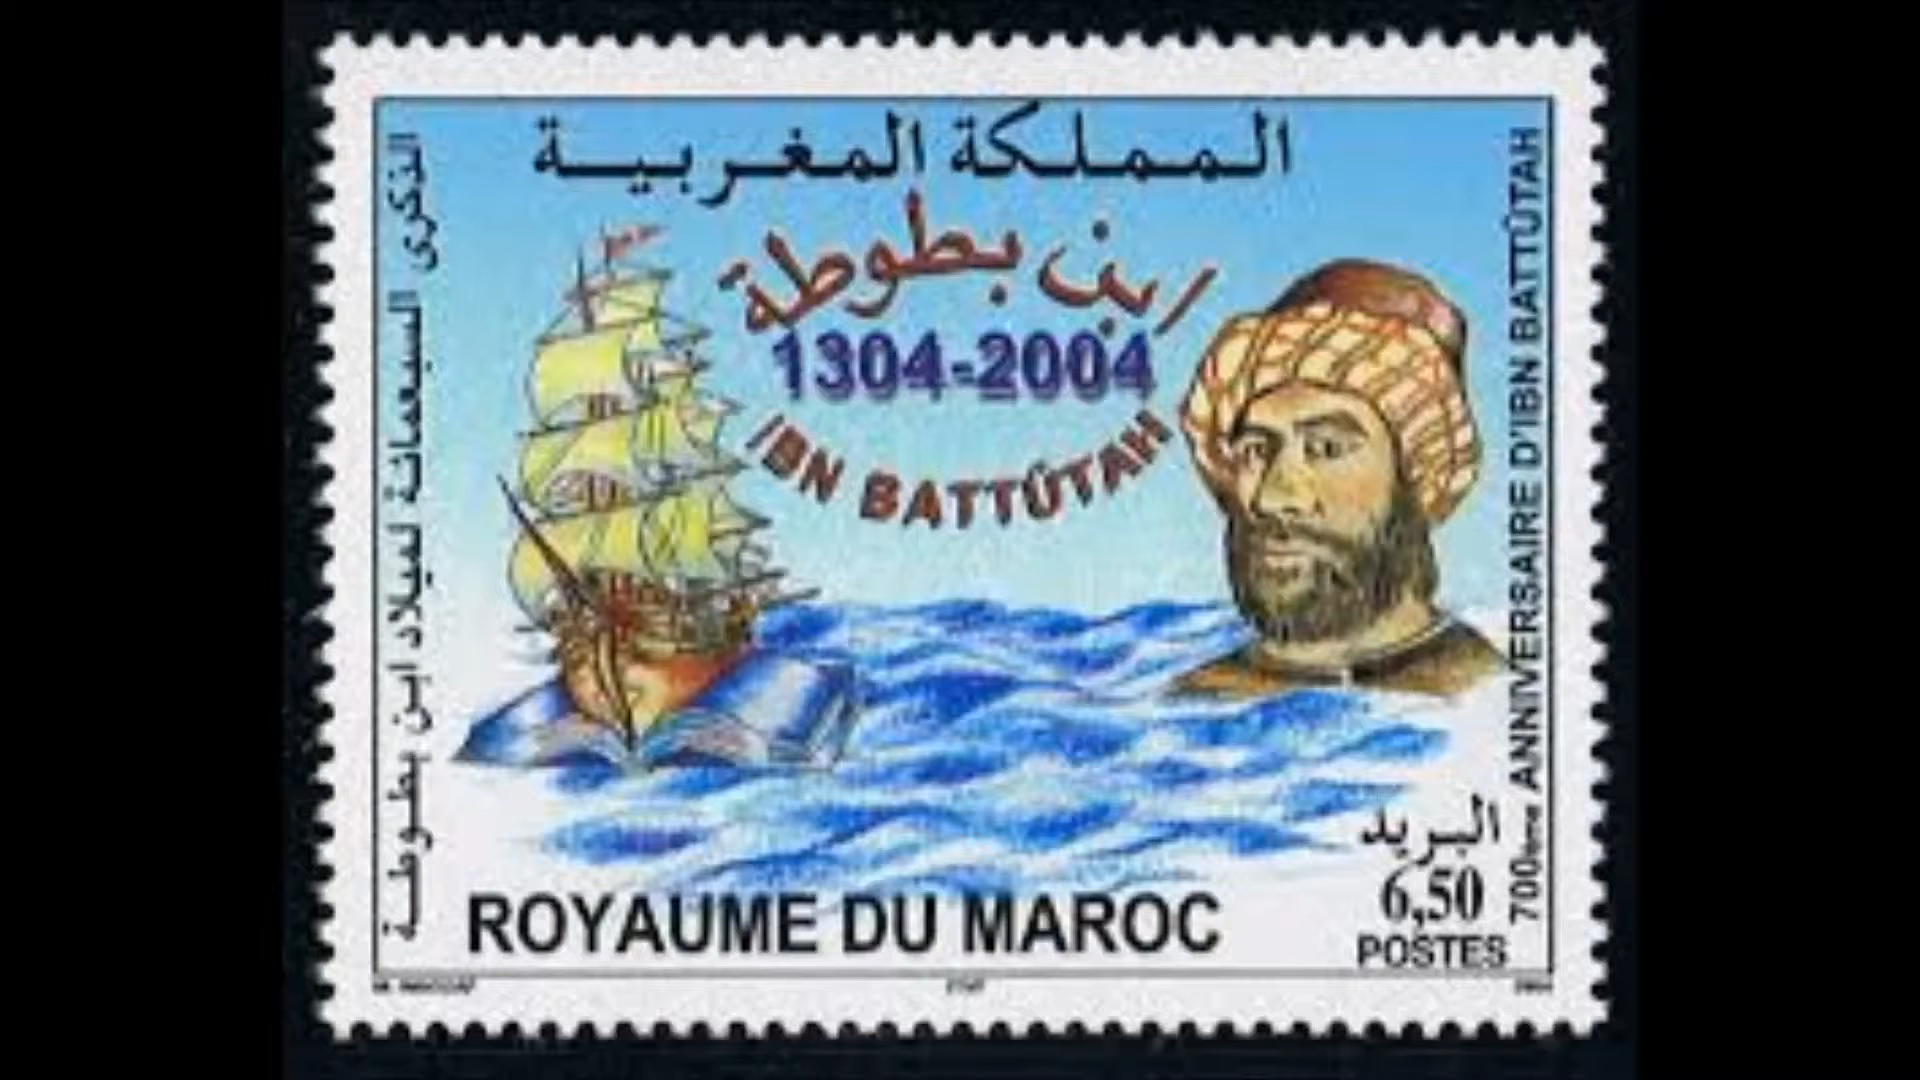 المملكة المغربية
ابن بطوطة
1304-2004
IBN BATTÛTAH
الذكرى السبعمائة لميلاد ابن بطوطة
700ème ANNIVERSAIRE D'IBN BATTÛTAH
البريد
6,50
POSTES
ROYAUME DU MAROC